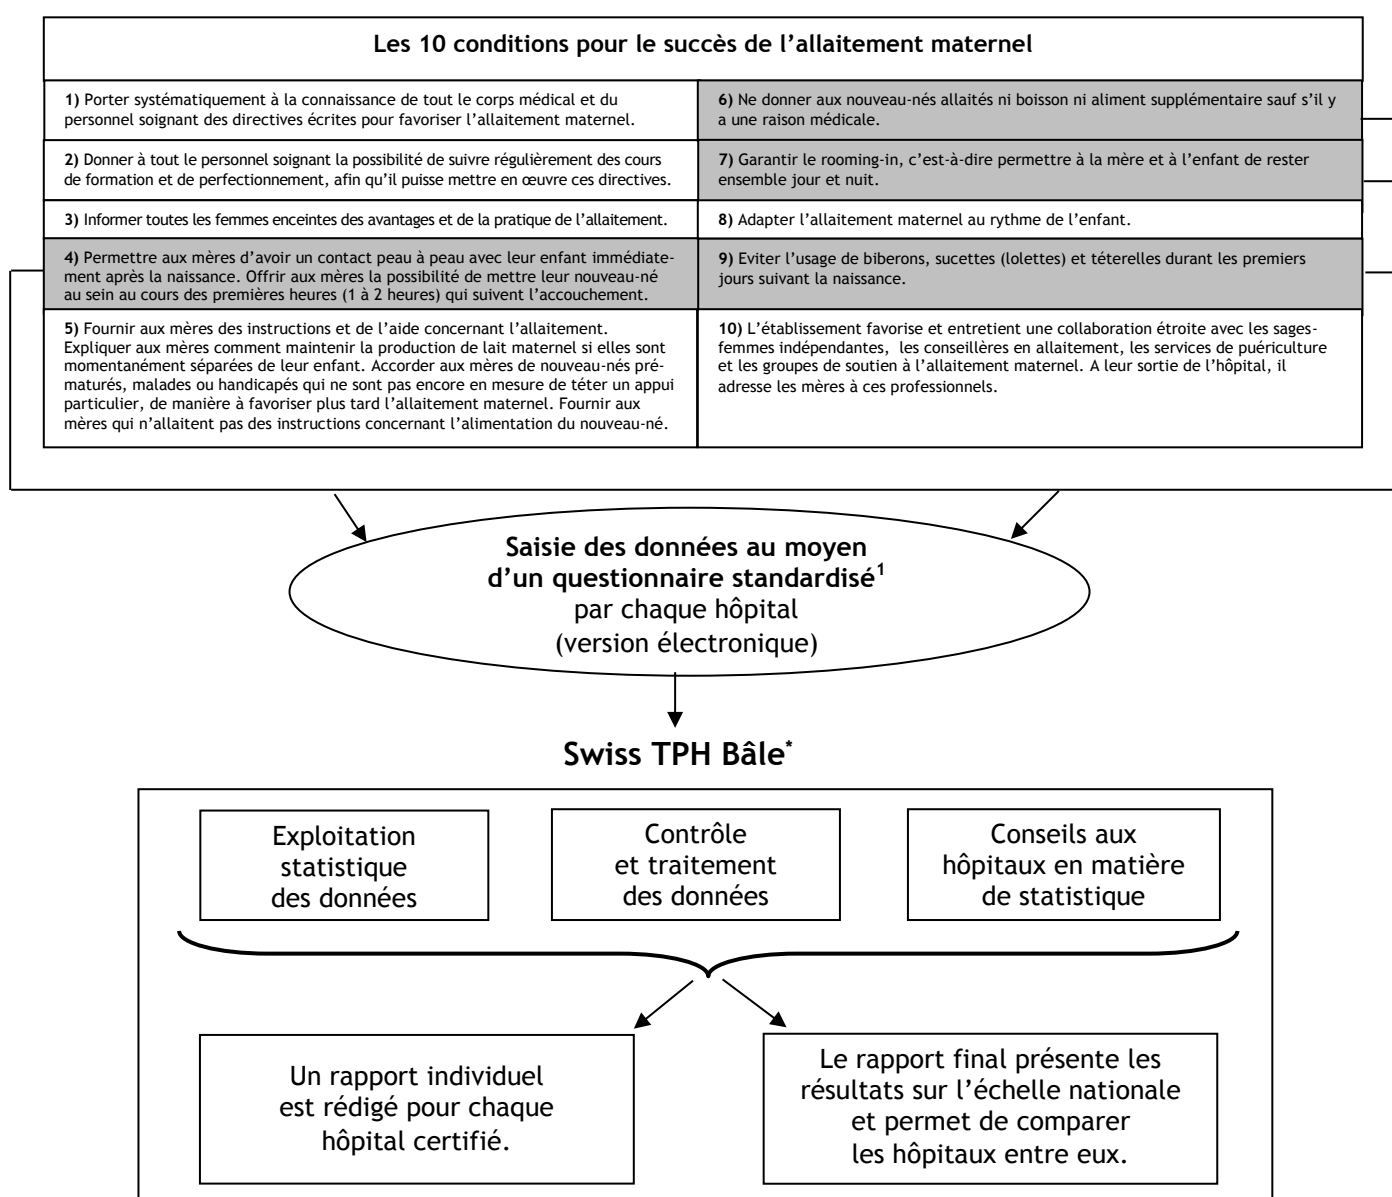 Les 10 conditions pour le succès de l’allaitement maternel
1) Porter systématiquement à la connaissance de tout le corps médical et du
personnel soignant des directives écrites pour favoriser l’allaitement maternel.
2) Donner à tout le personnel soignant la possibilité de suivre régulièrement des cours
de formation et de perfectionnement, afin qu’il puisse mettre en œuvre ces directives.
3) Informer toutes les femmes enceintes des avantages et de la pratique de l’allaitement.
4) Permettre aux mères d’avoir un contact peau à peau avec leur enfant immédiate-
ment après la naissance. Offrir aux mères la possibilité de mettre leur nouveau-né
au sein au cours des premières heures (1 à 2 heures) qui suivent l’accouchement.
5) Fournir aux mères des instructions et de l’aide concernant l’allaitement.
Expliquer aux mères comment maintenir la production de lait maternel si elles sont
momentanément séparées de leur enfant. Accorder aux mères de nouveau-nés pré-
maturés, malades ou handicapés qui ne sont pas encore en mesure de téter un appui
particulier, de manière à favoriser plus tard l’allaitement maternel. Fournir aux
mères qui n’allaitent pas des instructions concernant l’alimentation du nouveau-né.
6) Ne donner aux nouveau-nés allaités ni boisson ni aliment supplémentaire sauf s’il y
a une raison médicale.
7) Garantir le rooming-in, c’est-à-dire permettre à la mère et à l’enfant de rester
ensemble jour et nuit.
8) Adapter l’allaitement maternel au rythme de l’enfant.
9) Eviter l’usage de biberons, sucettes (lolettes) et téterelles durant les premiers
jours suivant la naissance.
10) L’établissement favorise et entretient une collaboration étroite avec les sages-
femmes indépendantes, les conseillères en allaitement, les services de puériculture
et les groupes de soutien à l’allaitement maternel. A leur sortie de l’hôpital, il
adresse les mères à ces professionnels.
Saisie des données au moyen
d’un questionnaire standardisé¹
par chaque hôpital
(version électronique)
Swiss TPH Bâle*
Exploitation
statistique
des données
Contrôle
et traitement
des données
Conseils aux
hôpitaux en matière
de statistique
Un rapport individuel
est rédigé pour chaque
hôpital certifié.
Le rapport final présente les
résultats sur l’échelle nationale
et permet de comparer
les hôpitaux entre eux.